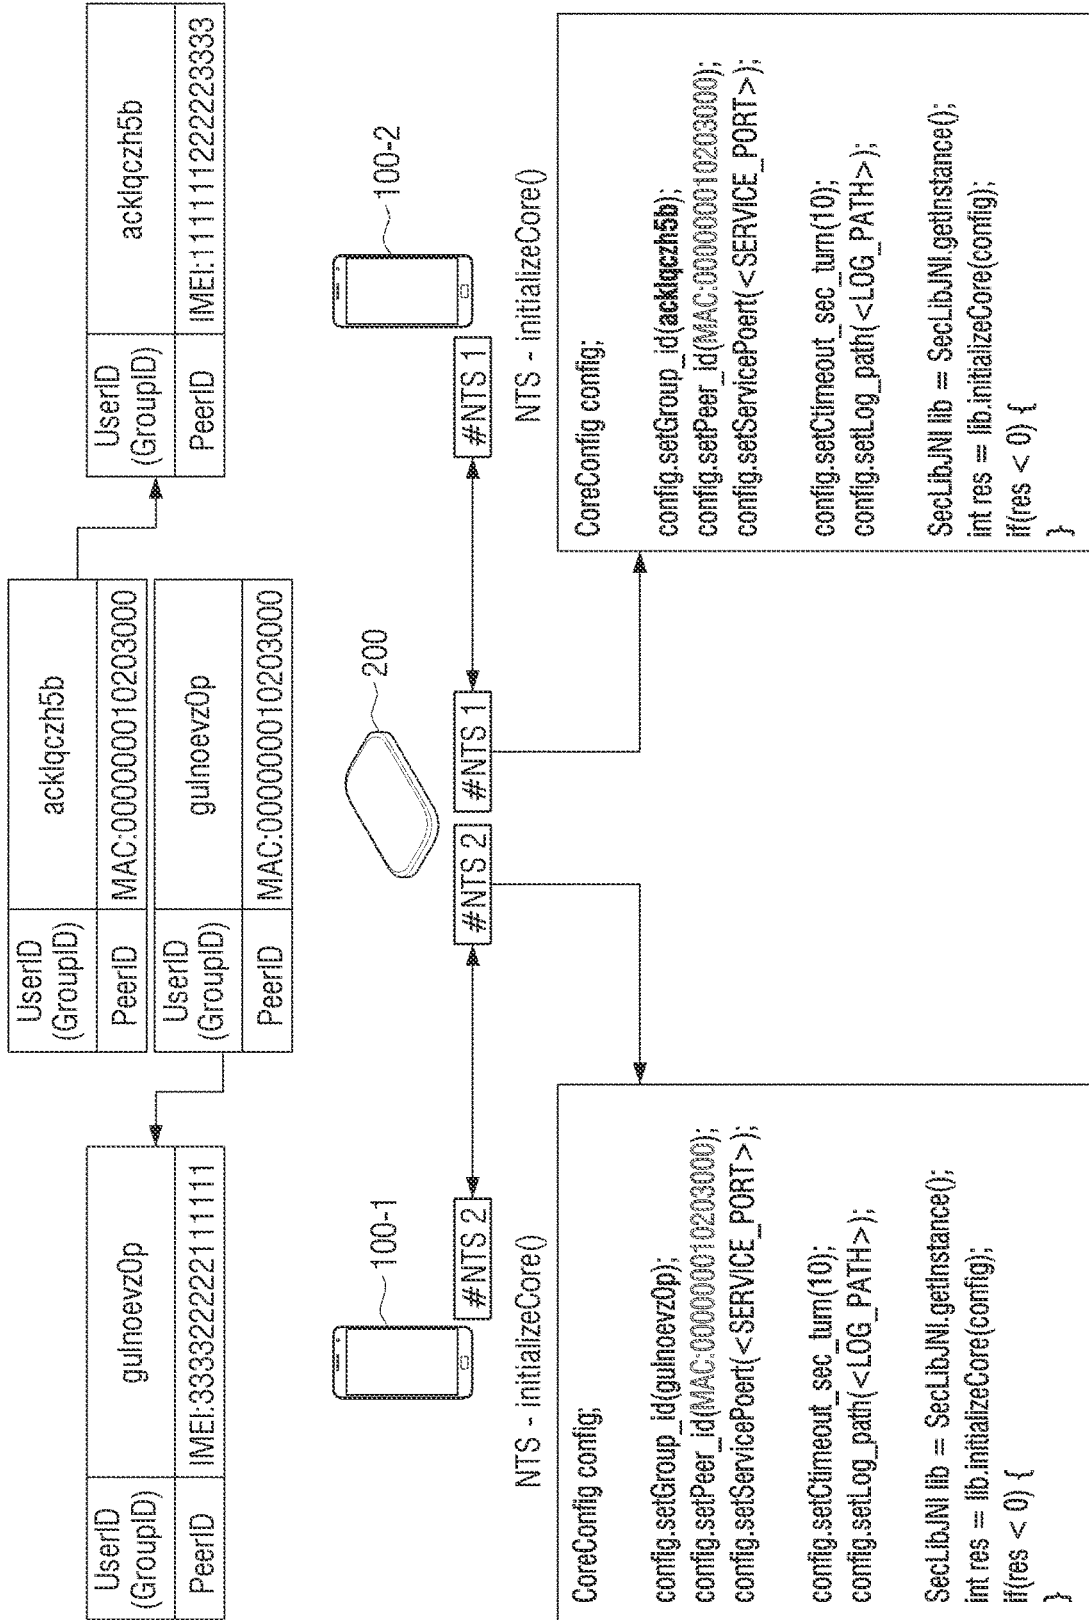 UserID
(GroupID)
gulnoevz0p
PeerID
IMEI:333322222111111
UserID
(GroupID)
acklqczh5b
PeerID
MAC:000000010203000
UserID
(GroupID)
gulnoevz0p
PeerID
MAC:000000010203000
UserID
(GroupID)
acklqczh5b
PeerID
IMEI:111111222223333
100-1
#NTS 2
200
#NTS 2
#NTS 1
100-2
#NTS 1
NTS - initializeCore()
CoreConfig config;
config.setGroup_id(gulnoevz0p);
config.setPeer_id(MAC:000000010203000);
config.setServicePoert(<SERVICE_PORT>);
config.setCtimeout_sec_turn(10);
config.setLog_path(<LOG_PATH>);
SecLibJNI lib = SecLibJNI.getInstance();
int res = lib.initializeCore(config);
if(res < 0) {
}
NTS - initializeCore()
CoreConfig config;
config.setGroup_id(acklqczh5b);
config.setPeer_id(MAC:000000010203000);
config.setServicePoert(<SERVICE_PORT>);
config.setCtimeout_sec_turn(10);
config.setLog_path(<LOG_PATH>);
SecLibJNI lib = SecLibJNI.getInstance();
int res = lib.initializeCore(config);
if(res < 0) {
}